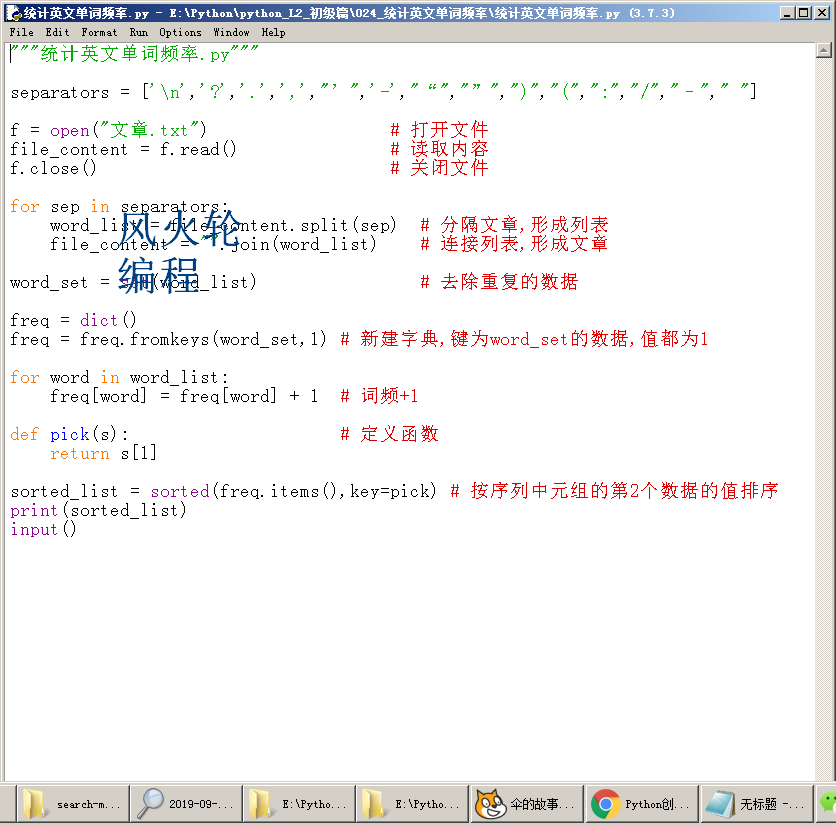 统计英文单词频率.py - E:\Python\python_L2_初级篇\024_统计英文单词频率\统计英文单词频率.py (3.7.3)
File Edit Format Run Options Window Help
"""统计英文单词频率.py"""
separators = ['\n','?','.',',',"’ ",'-'," “","” ",")","(",":","/"," - "," "]
f = open("文章.txt") # 打开文件
file_content = f.read() # 读取内容
f.close() # 关闭文件
for sep in separators:
word_list = file_content.split(sep) # 分隔文章,形成列表
file_content = " ".join(word_list) # 连接列表,形成文章
风火轮
编程
word_set = set(word_list) # 去除重复的数据
freq = dict()
freq = freq.fromkeys(word_set,1) # 新建字典,键为word_set的数据,值都为1
for word in word_list:
freq[word] = freq[word] + 1 # 词频+1
def pick(s): # 定义函数
return s[1]
sorted_list = sorted(freq.items(),key=pick) # 按序列中元组的第2个数据的值排序
print(sorted_list)
input()
search-m... 2019-09-... E:\Pytho... E:\Pytho... 伞的故事... Python创... 无标题 -...